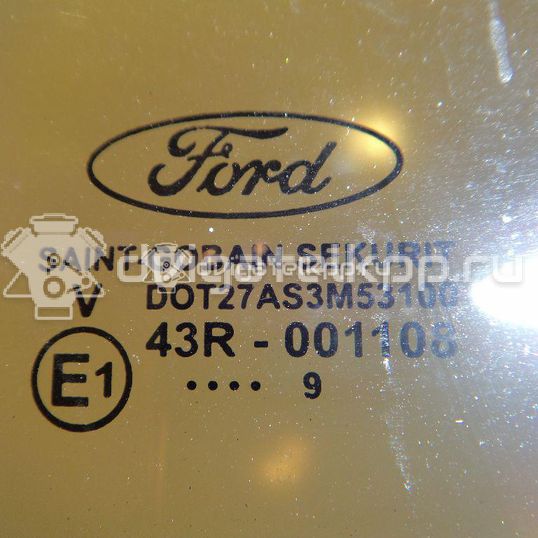 Ford
SAINT-GOBAIN SEKURIT
V DOT27AS3M53100
43R - 001108
E1
.... 9